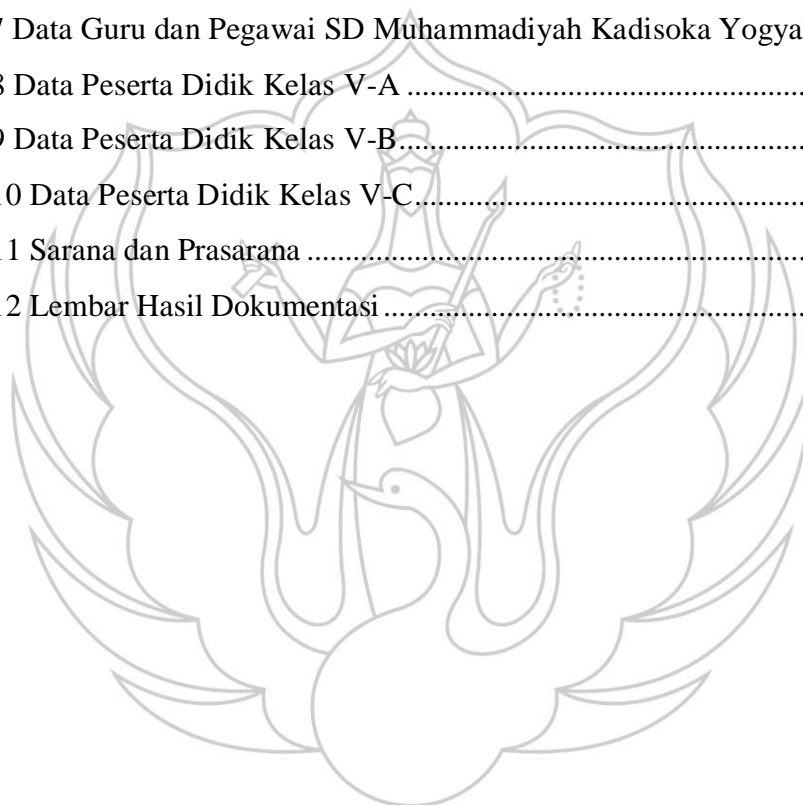 7 Data Guru dan Pegawai SD Muhammadiyah Kadisoka Yogya
8 Data Peserta Didik Kelas V-A ........................................................
9 Data Peserta Didik Kelas V-B.........................................................
10 Data Peserta Didik Kelas V-C.......................................................
11 Sarana dan Prasarana .....................................................................
12 Lembar Hasil Dokumentasi ...........................................................